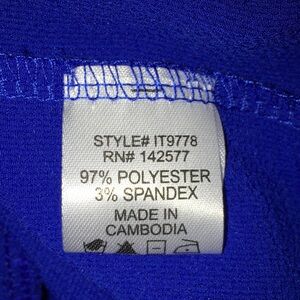 STYLE# IT9778
RN# 142577
97% POLYESTER
3% SPANDEX
MADE IN
CAMBODIA